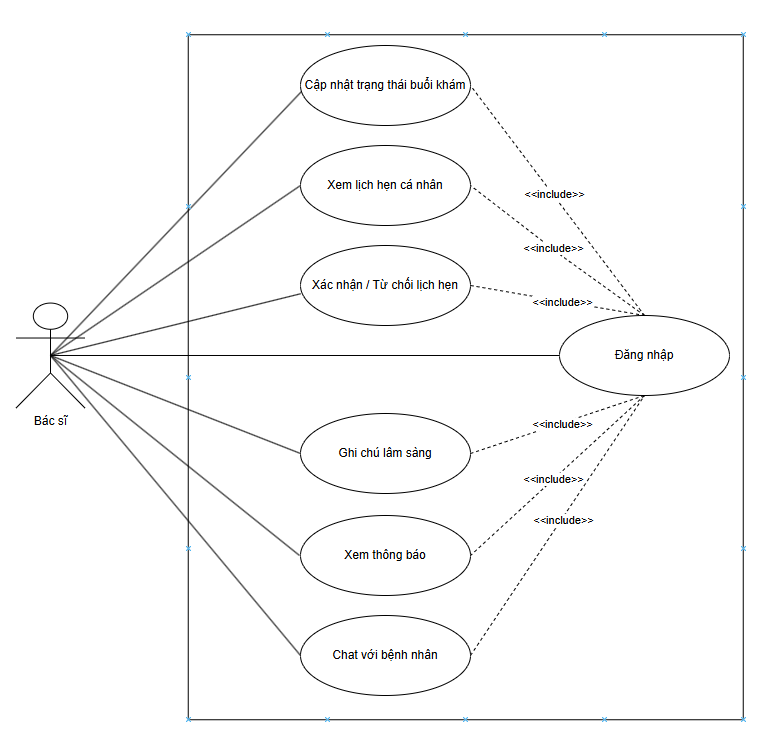 Cập nhật trạng thái buổi khám
Xem lịch hẹn cá nhân
<<include>>
<<include>>
Xác nhận / Từ chối lịch hẹn
<<include>>
Đăng nhập
Bác sĩ
<<include>>
Ghi chú lâm sàng
<<include>>
<<include>>
Xem thông báo
Chat với bệnh nhân